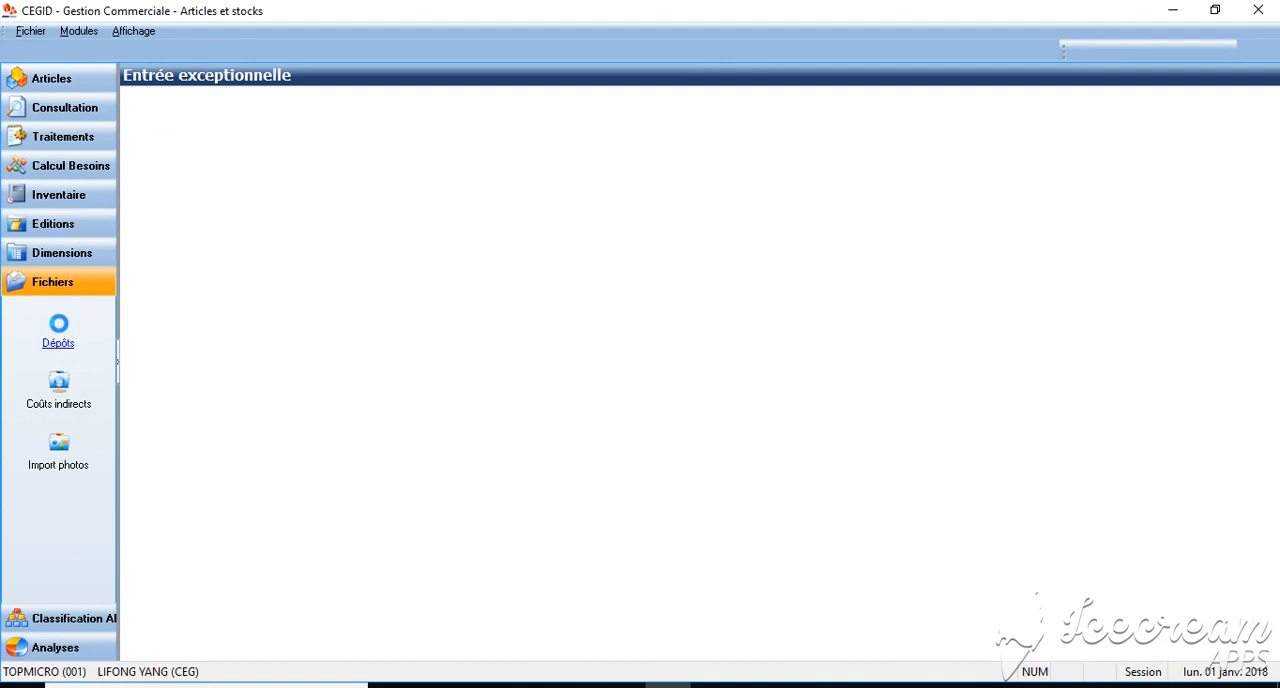 CEGID - Gestion Commerciale - Articles et stocks
Fichier Modules Affichage
Entrée exceptionnelle
Articles
Consultation
Traitements
Calcul Besoins
Inventaire
Editions
Dimensions
Fichiers
Dépôts
Coûts indirects
Import photos
Classification Al
Analyses
Icecream
APPS
TOPMICRO (001) LIFONG YANG (CEG) NUM Session lun. 01 janv. 2018